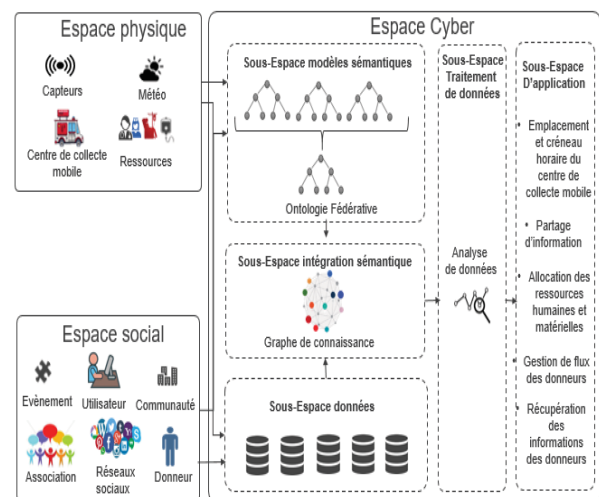 Espace physique
Capteurs
Météo
Centre de collecte
mobile
Ressources
Espace social
Evènement
Utilisateur
Communauté
Association
Réseaux
sociaux
Donneur
Espace Cyber
Sous-Espace modèles sémantiques
Ontologie Fédérative
Sous-Espace intégration sémantique
Graphe de connaissance
Sous-Espace données
Sous-Espace
Traitement
de données
Analyse
de données
Sous-Espace
D'application
• Emplacement
et créneau
horaire du
centre de
collecte mobile
• Partage
d'information
• Allocation des
ressources
humaines et
matérielles
• Gestion de flux
des donneurs
• Récupération
des
informations
des donneurs